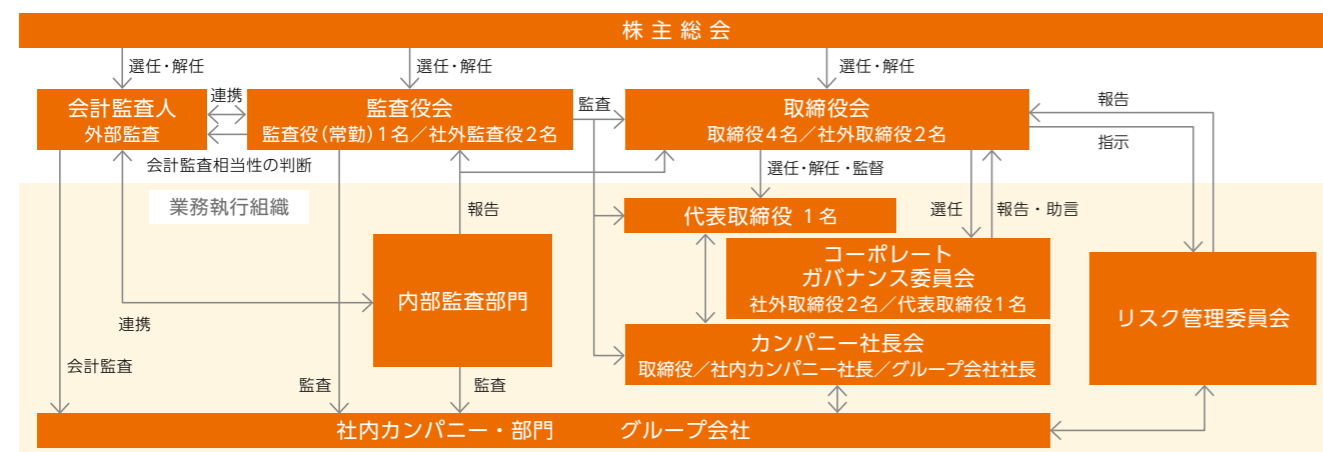 株主総会
選任・解任
選任・解任
選任・解任
会計監査人
外部監査
連携
監査役会
監査役(常勤)1名／社外監査役2名
監査
取締役会
取締役4名／社外取締役2名
報告
指示
会計監査相当性の判断
選任・解任・監督
業務執行組織
報告
代表取締役 1名
選任
報告・助言
コーポレート
ガバナンス委員会
社外取締役2名／代表取締役1名
内部監査部門
リスク管理委員会
連携
カンパニー社長会
取締役／社内カンパニー社長／グループ会社社長
会計監査
監査
監査
社内カンパニー・部門 グループ会社